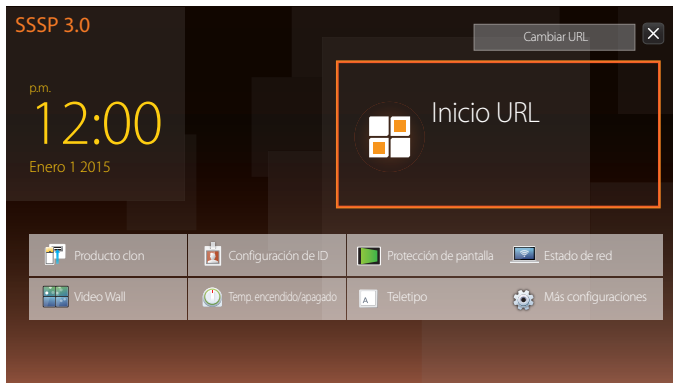 SSSP 3.0
Cambiar URL
p.m.
12:00
Enero 1 2015
Inicio URL
Producto clon
Configuración de ID
Protección de pantalla
Estado de red
Video Wall
Temp. encendido/apagado
A
Teletipo
Más configuraciones